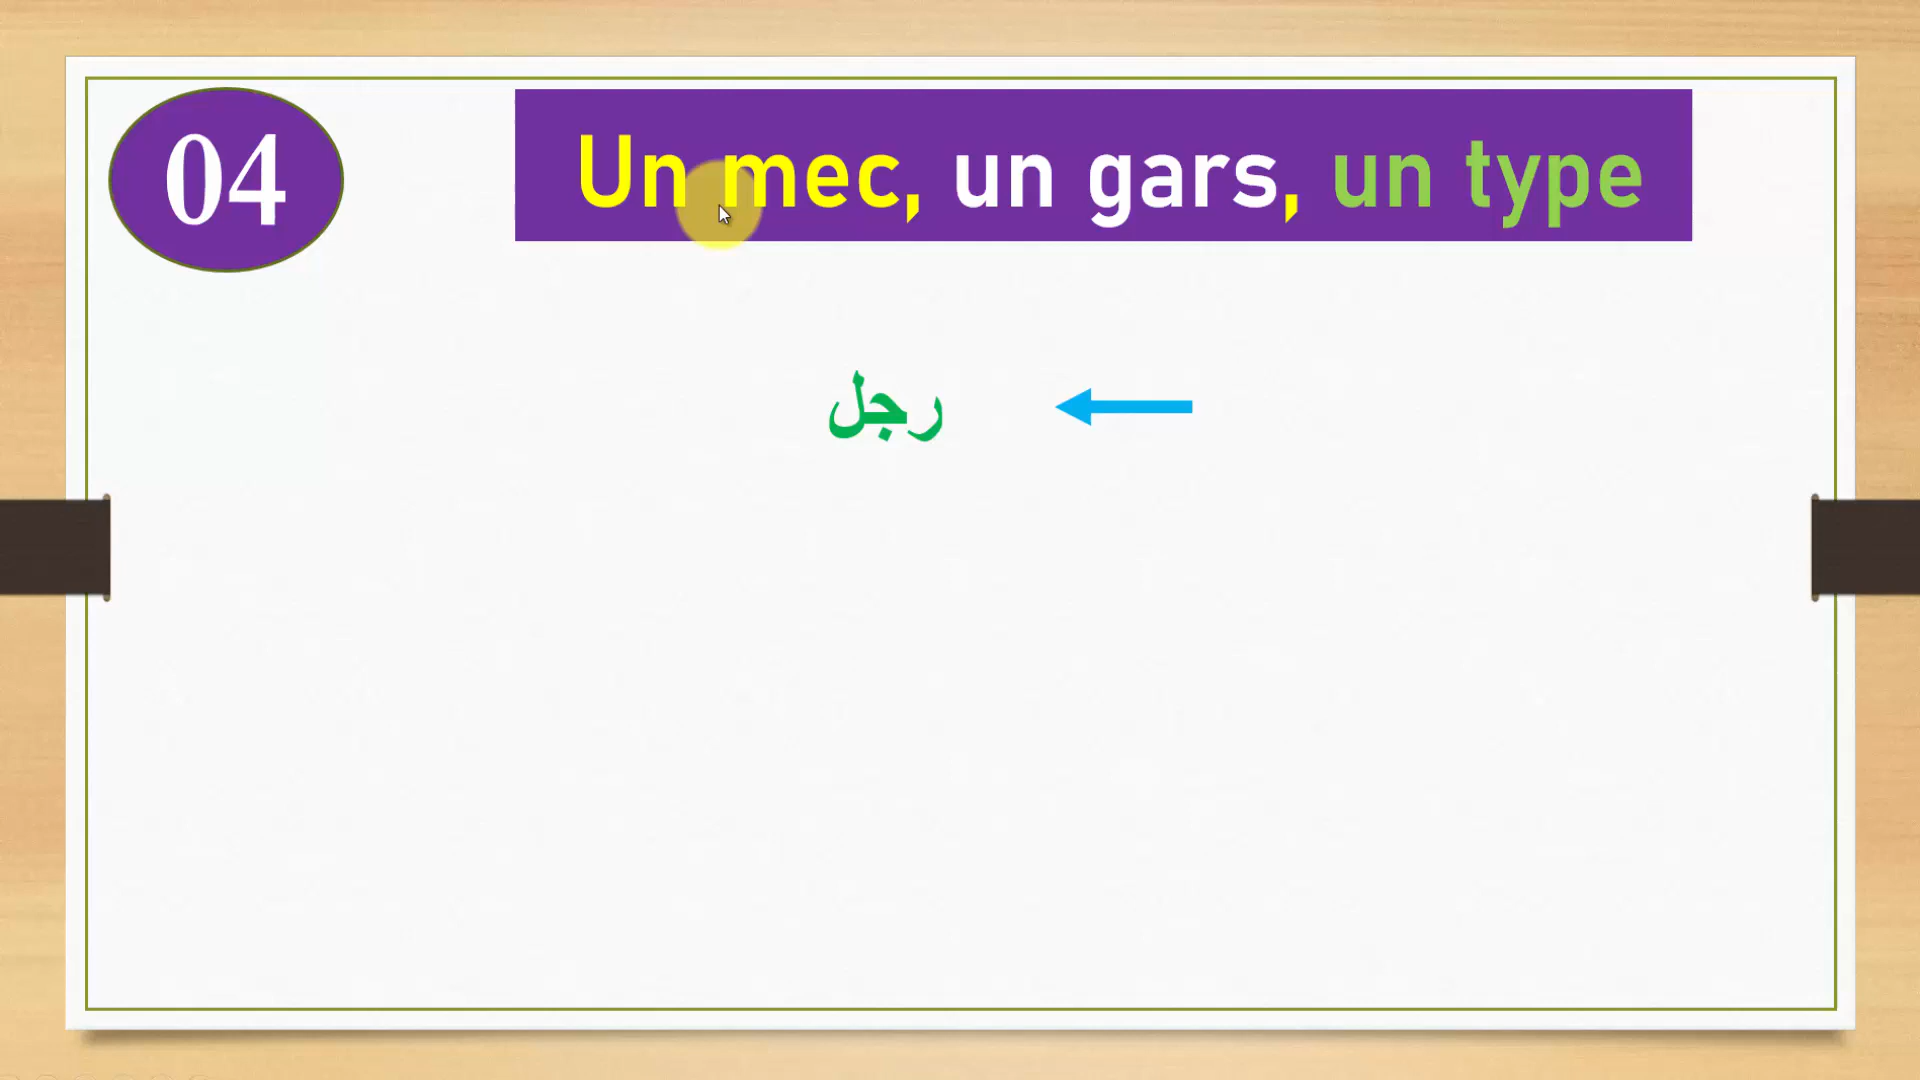 04
Un mec, un gars, un type
رجل